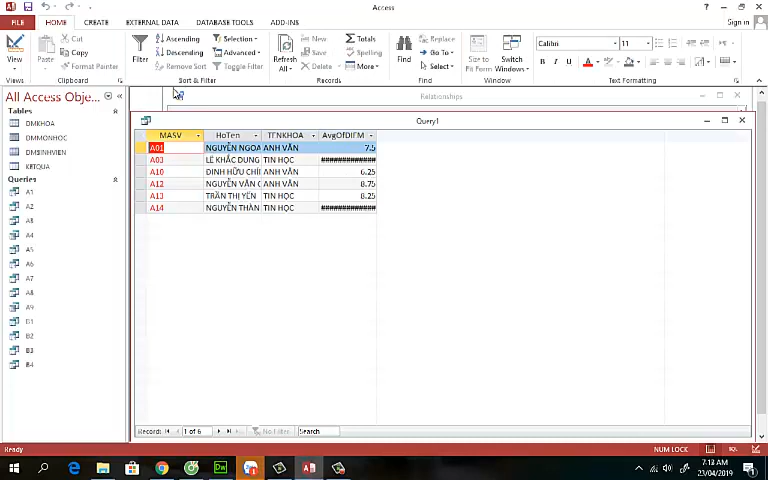 Access
FILE HOME CREATE EXTERNAL DATA DATABASE TOOLS ADD-INS Sign in
View Paste Cut Copy Format Painter Filter Ascending Descending Remove Sort Selection Advanced Toggle Filter Refresh All New Save Delete Totals Spelling More Find Replace Go To Select Size to Fit Form Switch Windows Calibri 11 B I U A
Views Clipboard Sort & Filter Records Find Window Text Formatting
All Access Obje...
Relationships
Tables
DMKHOA
DMMONHOC
DMSINHVIEN
KETQUA
Queries
A1
A2
A3
A4
A5
A6
A7
A8
A9
B1
B2
B3
B4
Query1
MASV HoTen TENKHOA AvgOfDIEM
A01 NGUYỄN NGOA ANH VĂN 7.5
A03 LÊ KHẮC DUNG TIN HỌC #############
A10 ĐINH HỮU CHÍ ANH VĂN 6.25
A12 NGUYỄN VĂN ANH VĂN 8.75
A13 TRẦN THỊ YẾN TIN HỌC 8.25
A14 NGUYỄN THÀN TIN HỌC #############
Record: 1 of 6 No Filter Search
Ready NUM LOCK SQL
Dw A
7:13 AM
23/04/2019